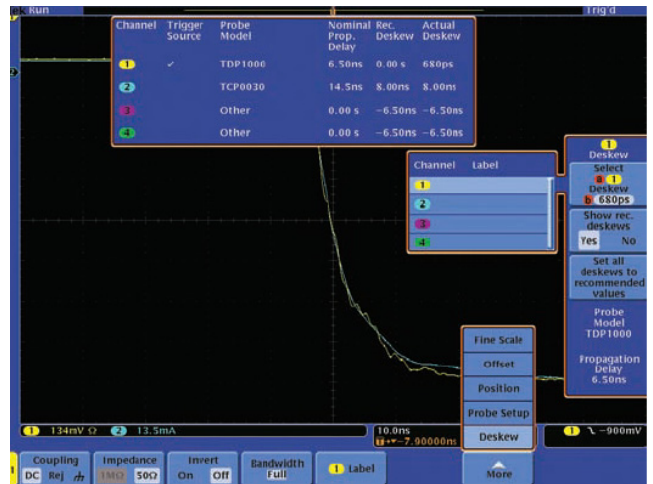 Tek Run
Trig'd
Channel Trigger Source Probe Model Nominal Prop. Delay Rec. Deskew Actual Deskew
1 ✓ TDP1000 6.50ns 0.00 s 680ps
2 TCP0030 14.5ns 8.00ns 8.00ns
3 Other 0.00 s −6.50ns −6.50ns
4 Other 0.00 s −6.50ns −6.50ns
Channel Label
1
2
3
4
1
Deskew
Select
a 1
Deskew
b 680ps
Show rec.
deskews
Yes No
Set all
deskews to
recommended
values
Probe
Model
TDP1000
Propagation
Delay
6.50ns
Fine Scale
Offset
Position
Probe Setup
Deskew
1 134mV Ω 2 13.5mA
10.0ns
T→▼−7.90000ns
1 −900mV
1
Coupling
DC Rej
Impedance
1MΩ 50Ω
Invert
On Off
Bandwidth
Full
1 Label
More
2